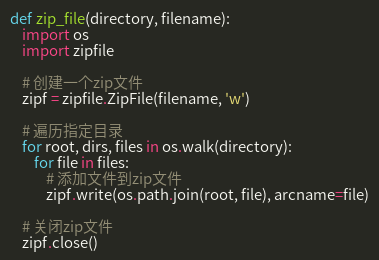 def zip_file(directory, filename):
    import os
    import zipfile

    # 创建一个zip文件
    zipf = zipfile.ZipFile(filename, 'w')

    # 遍历指定目录
    for root, dirs, files in os.walk(directory):
        for file in files:
            # 添加文件到zip文件
            zipf.write(os.path.join(root, file), arcname=file)

    # 关闭zip文件
    zipf.close()